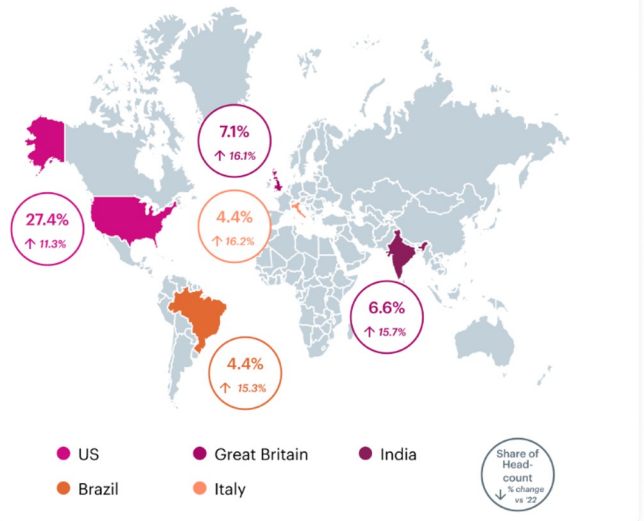 7.1%
↑ 16.1%
27.4%
↑ 11.3%
4.4%
↑ 16.2%
6.6%
↑ 15.7%
4.4%
↑ 15.3%
US
Great Britain
India
Brazil
Italy
Share of
Head-
count
↓ % change
vs '22